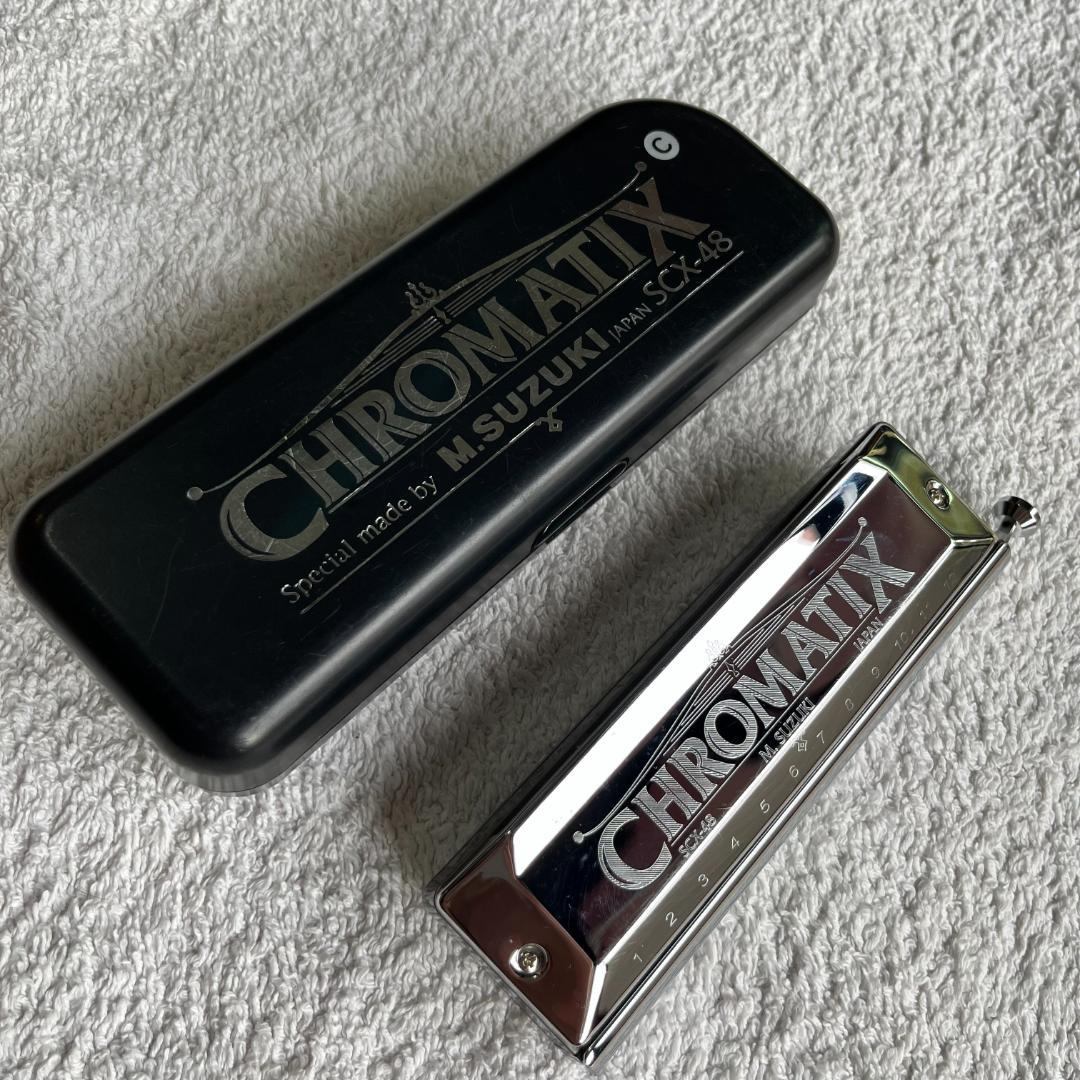 C
CHROMATIX
Special made by M.SUZUKI JAPAN SCX-48
CHROMATIX
SCX-48 M. SUZUKI JAPAN
1 2 3 4 5 6 7 8 9 10 11 12